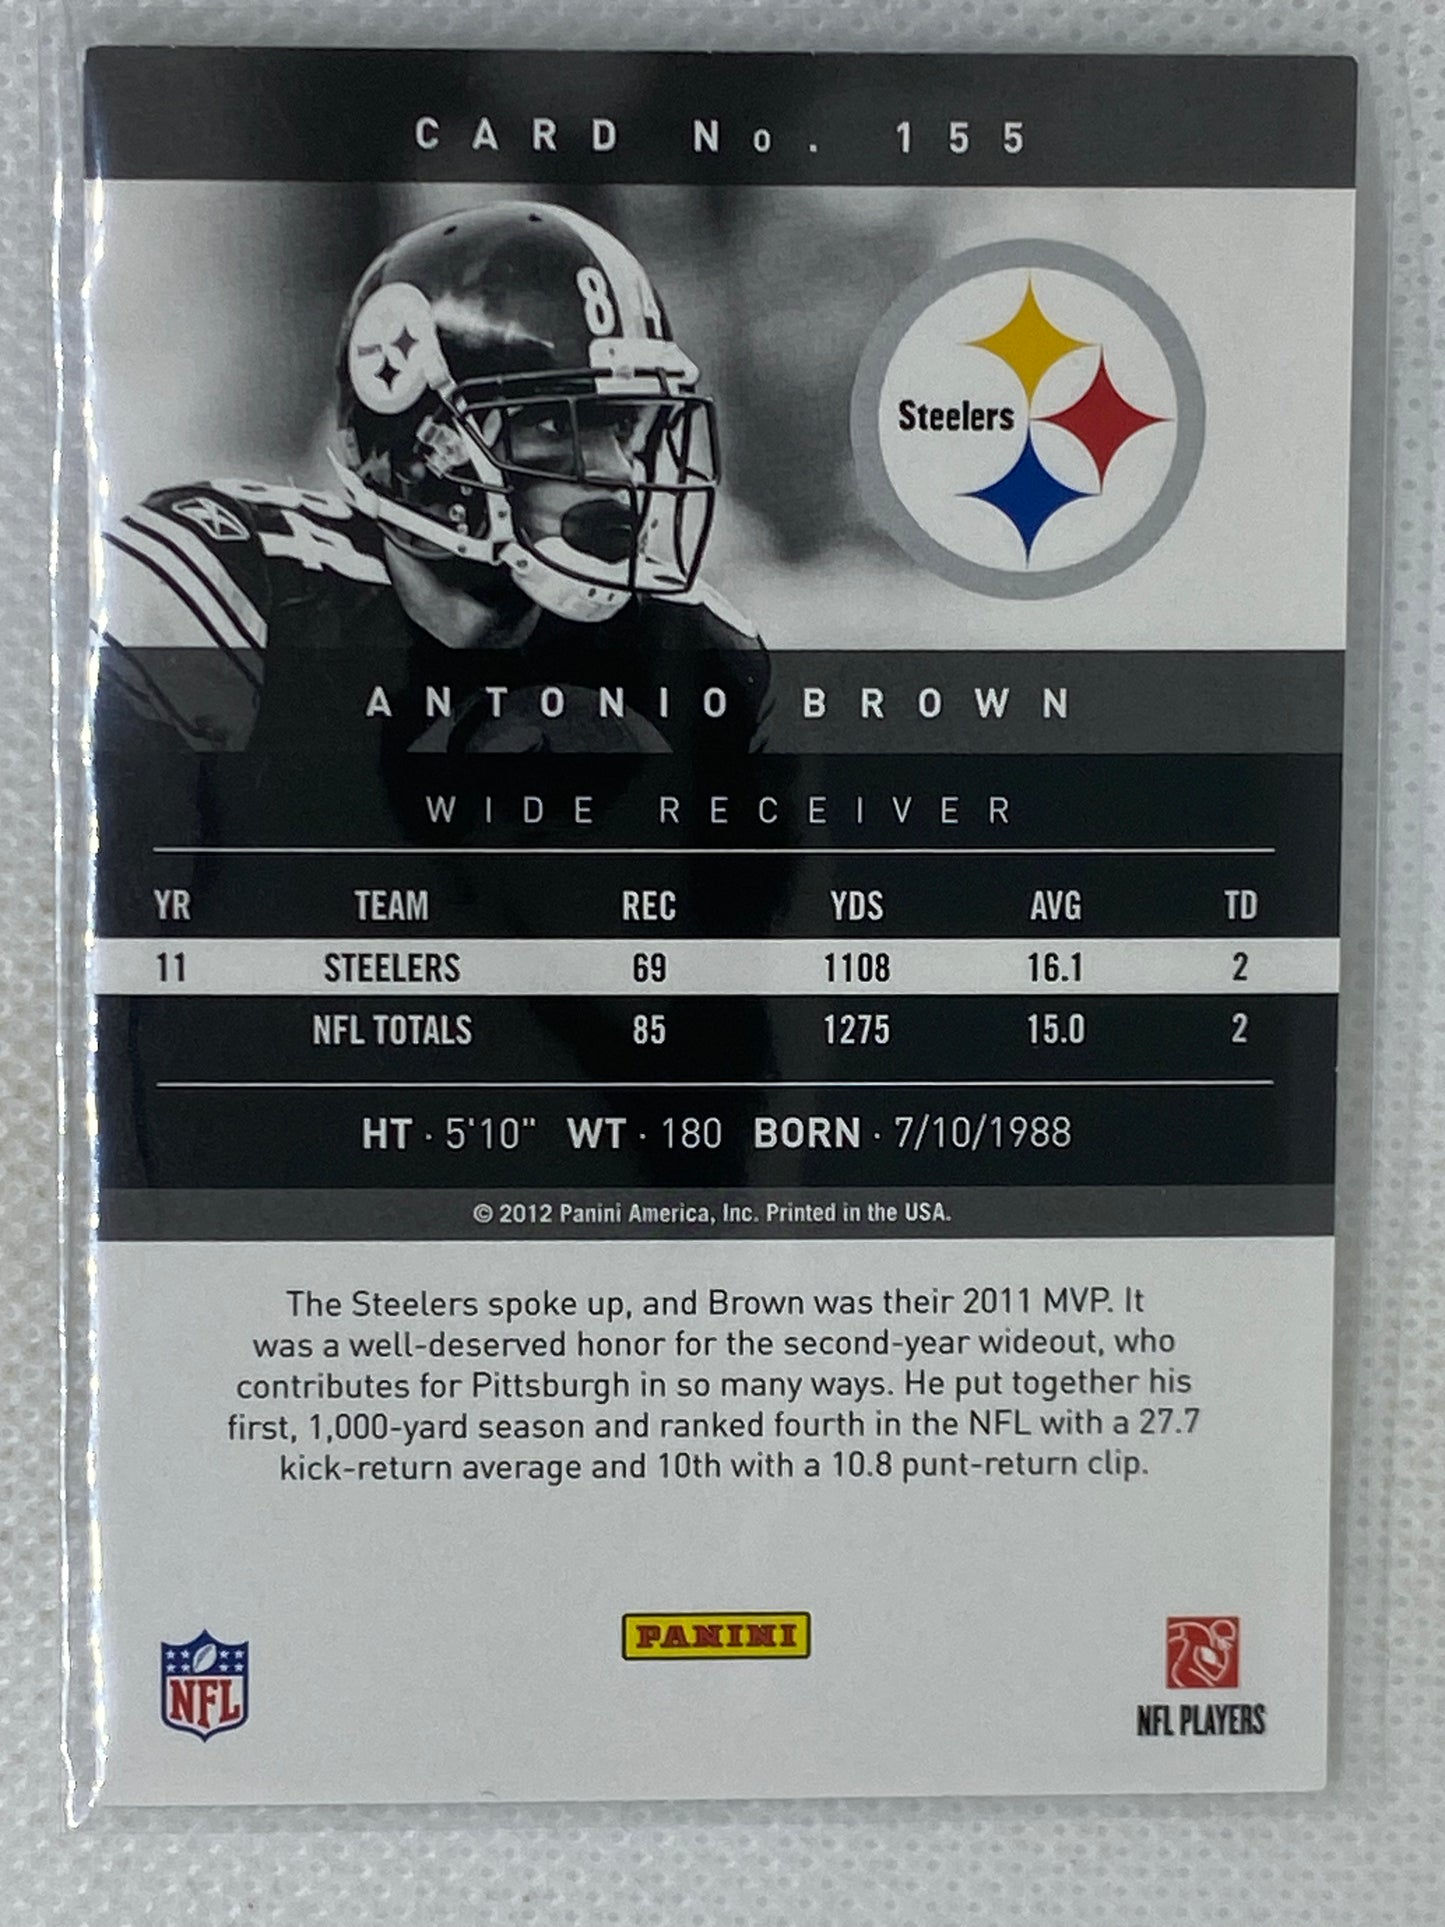 CARD No. 155
84
Steelers
84
ANTONIO BROWN
WIDE RECEIVER
YR TEAM REC YDS AVG TD
11 STEELERS 69 1108 16.1 2
NFL TOTALS 85 1275 15.0 2
HT · 5'10" WT · 180 BORN · 7/10/1988
© 2012 Panini America, Inc. Printed in the USA.
The Steelers spoke up, and Brown was their 2011 MVP. It
was a well-deserved honor for the second-year wideout, who
contributes for Pittsburgh in so many ways. He put together his
first, 1,000-yard season and ranked fourth in the NFL with a 27.7
kick-return average and 10th with a 10.8 punt-return clip.
PANINI
NFL
NFL PLAYERS